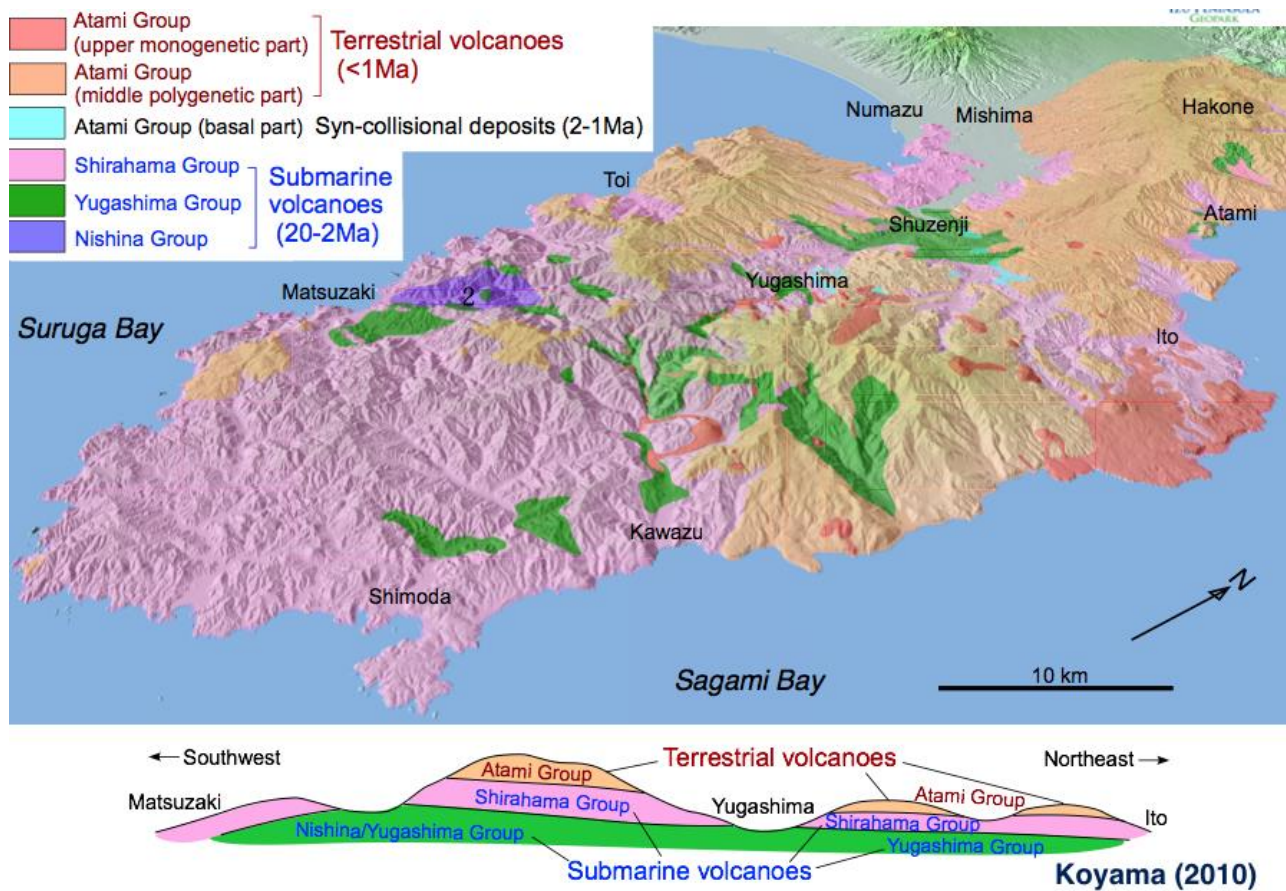 IZU PENINSULA
GEOPARK
Atami Group
(upper monogenetic part)
Terrestrial volcanoes
(<1Ma)
Atami Group
(middle polygenetic part)
Atami Group (basal part) Syn-collisional deposits (2-1Ma)
Shirahama Group
Yugashima Group
Nishina Group
Submarine
volcanoes
(20-2Ma)
Numazu
Mishima
Hakone
Toi
Atami
Shuzenji
Yugashima
Matsuzaki
2
Suruga Bay
Ito
Kawazu
Shimoda
N
Sagami Bay
10 km
Southwest
Terrestrial volcanoes
Northeast
Matsuzaki
Atami Group
Shirahama Group
Yugashima
Atami Group
Shirahama Group
Ito
Nishina/Yugashima Group
Yugashima Group
Submarine volcanoes
Koyama (2010)